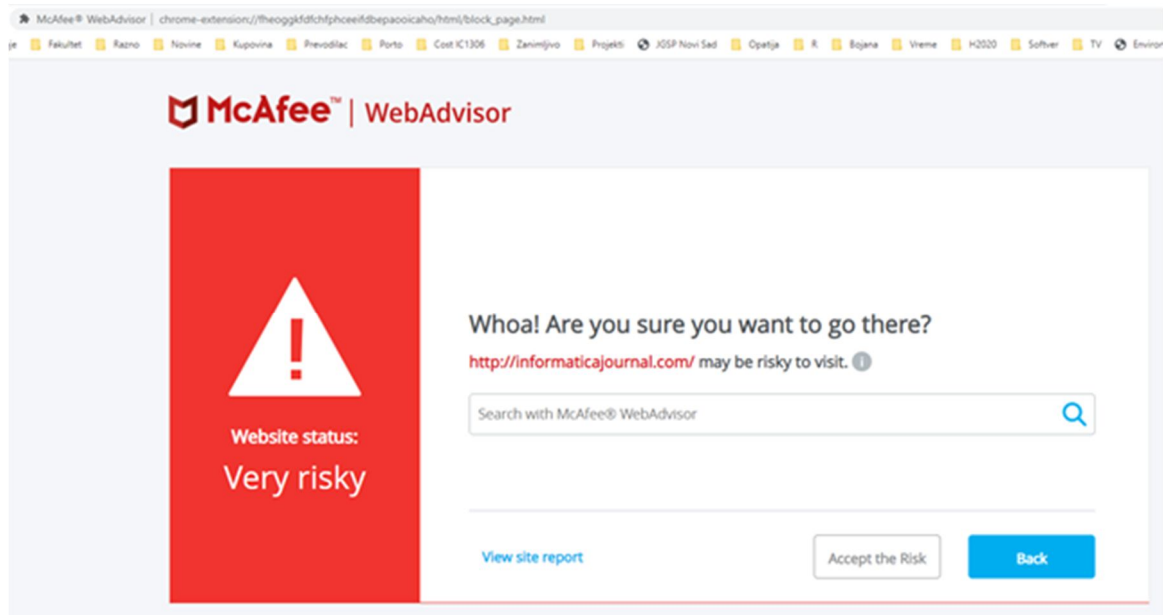 McAfee® WebAdvisor | chrome-extension://fheoggkfdfchfphceeifdbepaooicaho/html/block_page.html
je Fakultet Razno Novine Kupovina Prevodilac Porto Cost IC1306 Zanimljivo Projekti JGSP Novi Sad Opatija R Bojana Vreme H2020 Softver TV Environ
McAfee™ | WebAdvisor
Whoa! Are you sure you want to go there?
http://informaticajournal.com/ may be risky to visit. i
Search with McAfee® WebAdvisor
!
Website status:
Very risky
View site report
Accept the Risk
Back